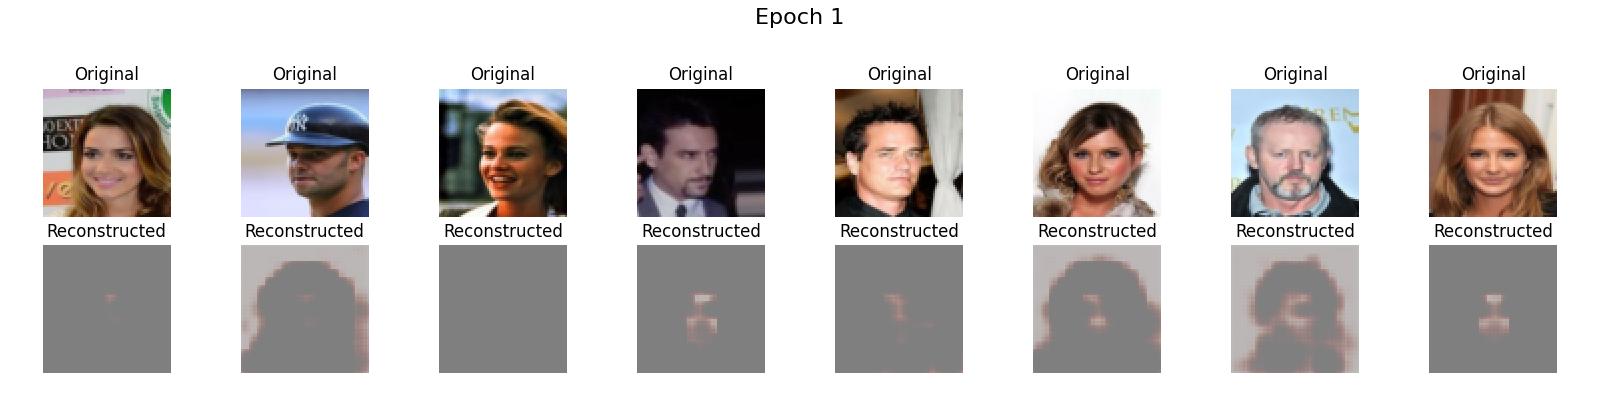 Epoch 1
Original Original Original Original Original Original Original Original
Reconstructed Reconstructed Reconstructed Reconstructed Reconstructed Reconstructed Reconstructed Reconstructed